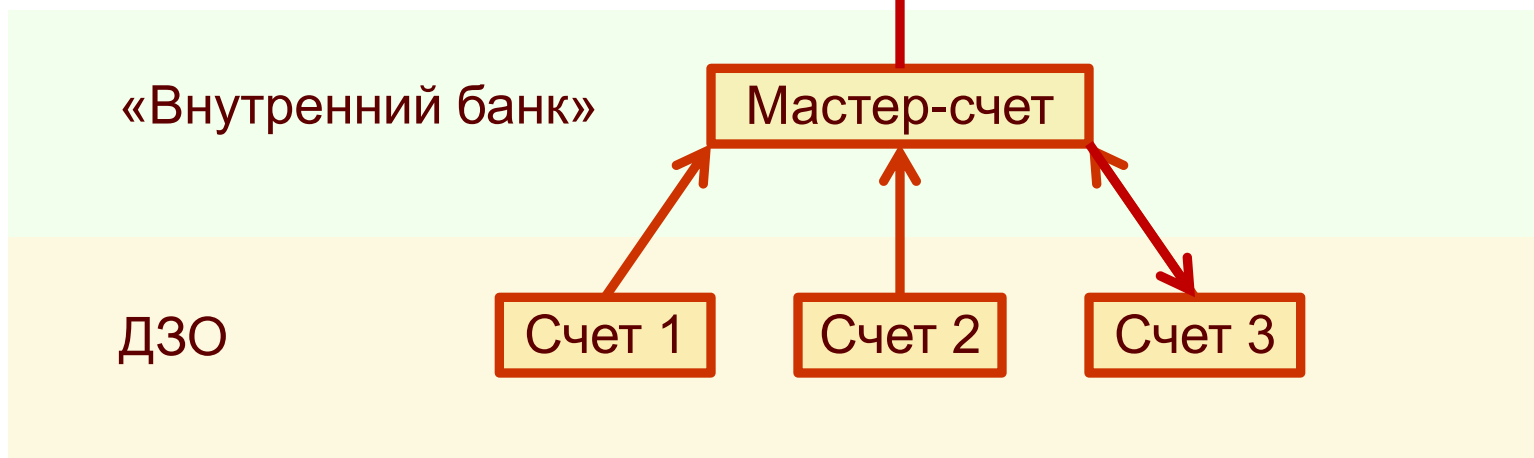 «Внутренний банк»
Мастер-счет
ДЗО
Счет 1
Счет 2
Счет 3